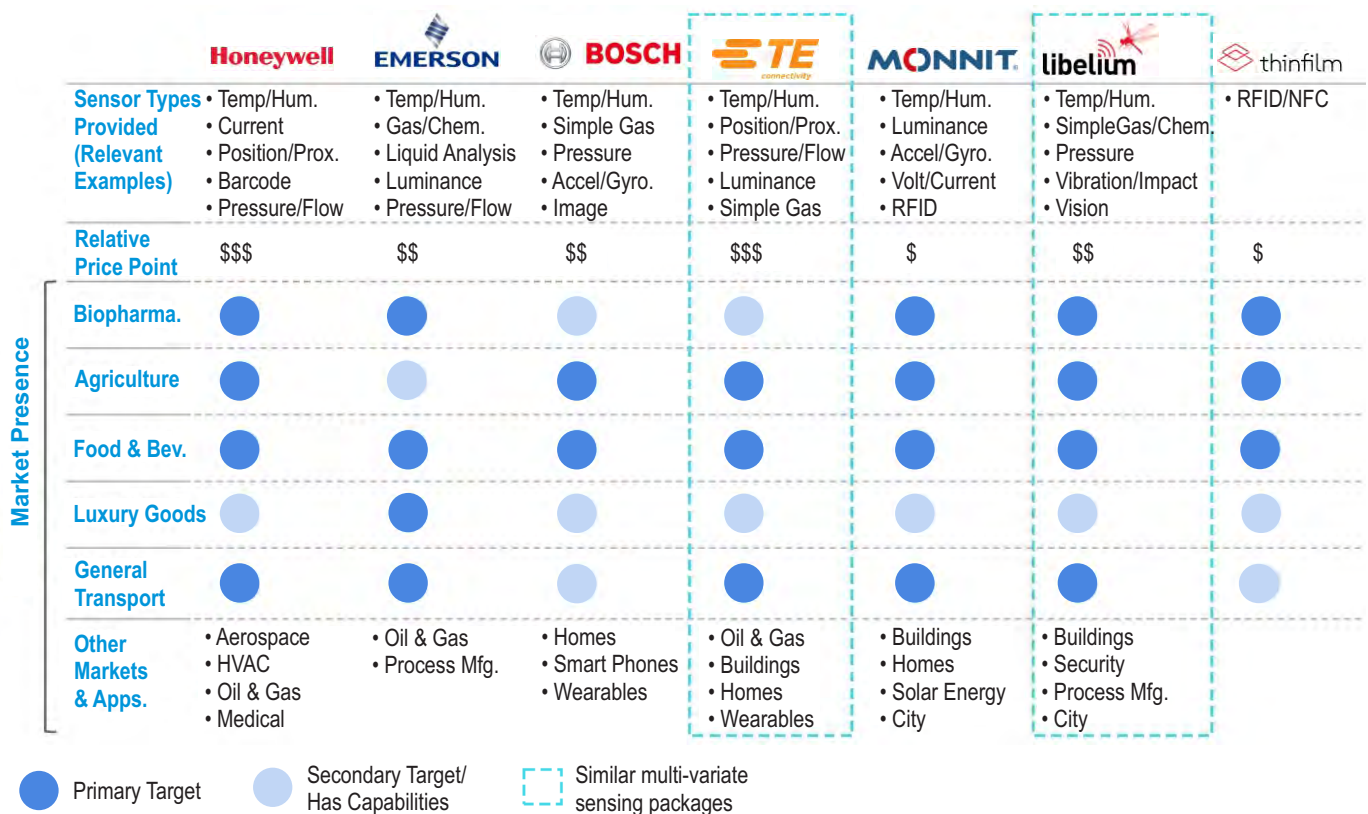 Honeywell
EMERSON
BOSCH
TE
connectivity
MONNIT®
libelium
thinfilm
Sensor Types
Provided
(Relevant
Examples)
• Temp/Hum.
• Current
• Position/Prox.
• Barcode
• Pressure/Flow
• Temp/Hum.
• Gas/Chem.
• Liquid Analysis
• Luminance
• Pressure/Flow
• Temp/Hum.
• Simple Gas
• Pressure
• Accel/Gyro.
• Image
• Temp/Hum.
• Position/Prox.
• Pressure/Flow
• Luminance
• Simple Gas
• Temp/Hum.
• Luminance
• Accel/Gyro.
• Volt/Current
• RFID
• Temp/Hum.
• SimpleGas/Chem.
• Pressure
• Vibration/Impact
• Vision
• RFID/NFC
Relative
Price Point
$$$
$$
$$
$$$
$
$$
$
Market Presence
Biopharma.
Agriculture
Food & Bev.
Luxury Goods
General
Transport
Other
Markets
& Apps.
• Aerospace
• HVAC
• Oil & Gas
• Medical
• Oil & Gas
• Process Mfg.
• Homes
• Smart Phones
• Wearables
• Oil & Gas
• Buildings
• Homes
• Wearables
• Buildings
• Homes
• Solar Energy
• City
• Buildings
• Security
• Process Mfg.
• City
Primary Target
Secondary Target/
Has Capabilities
Similar multi-variate
sensing packages